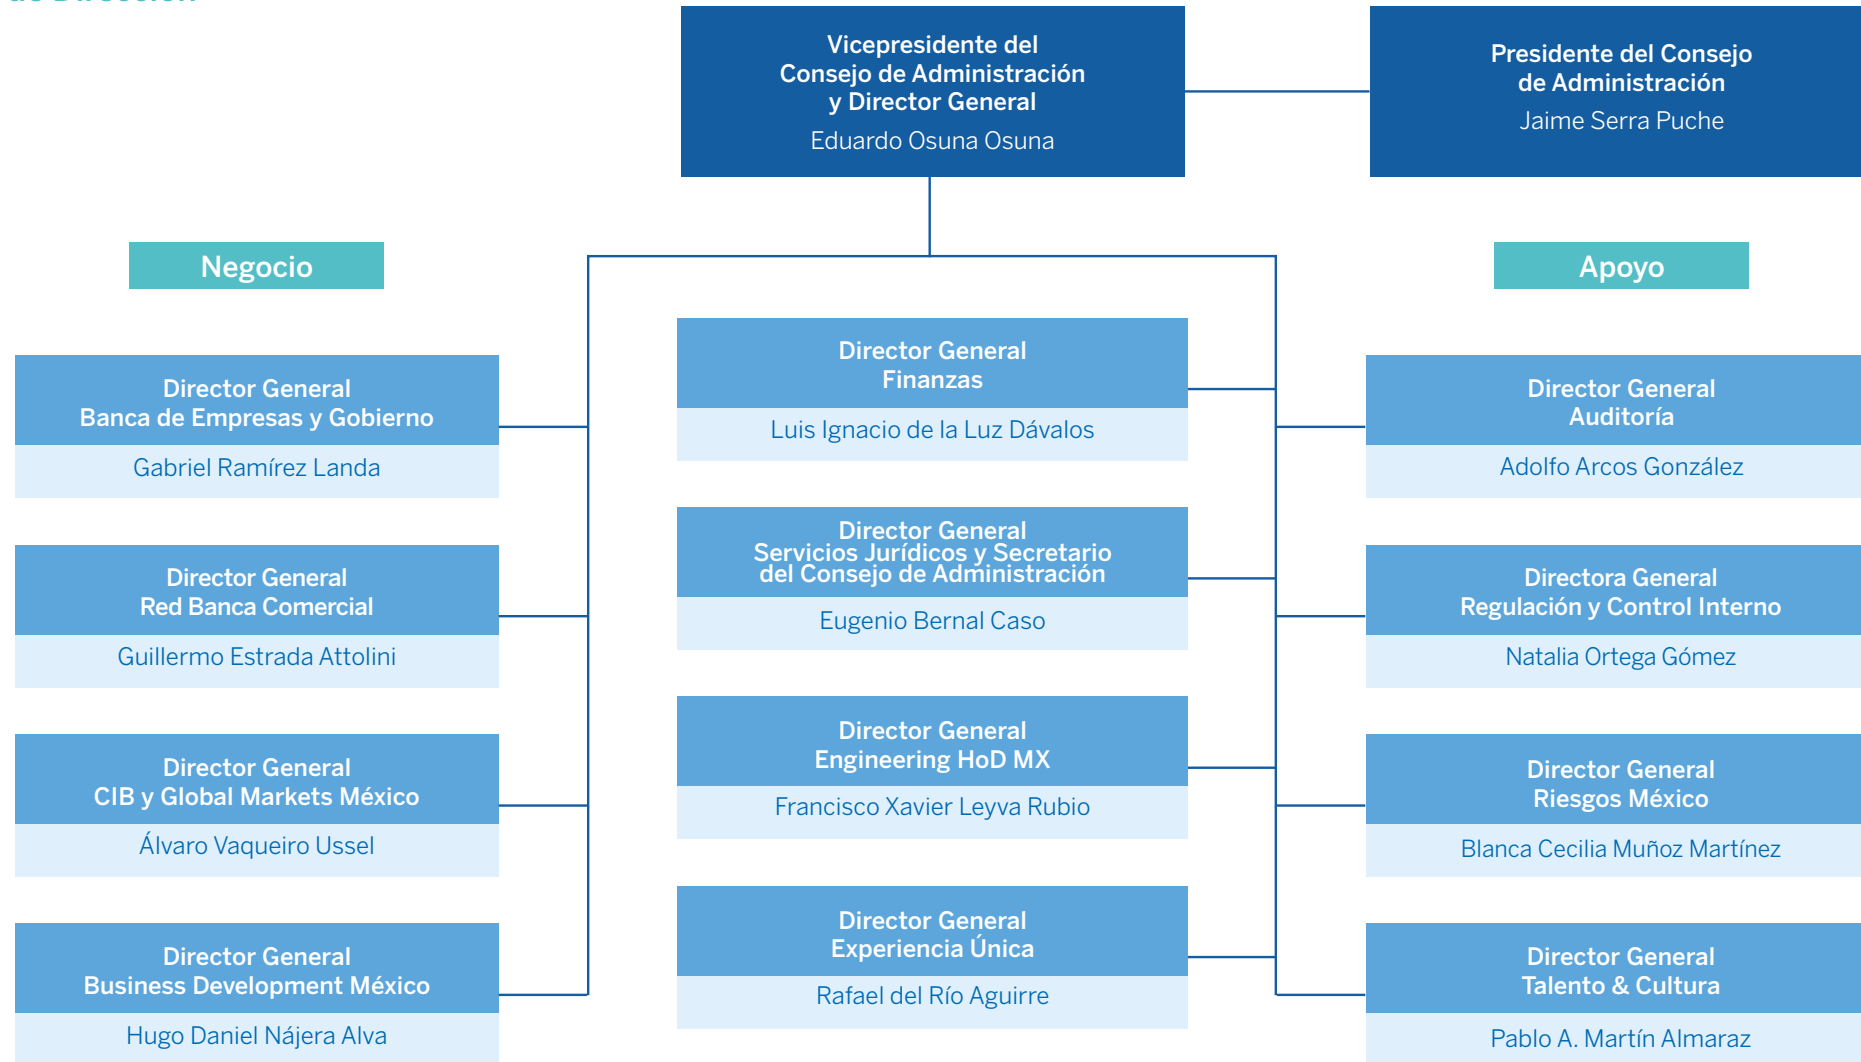 de Dirección
Vicepresidente del
Consejo de Administración
y Director General
Eduardo Osuna Osuna
Presidente del Consejo
de Administración
Jaime Serra Puche
Negocio
Apoyo
Director General
Banca de Empresas y Gobierno
Gabriel Ramírez Landa
Director General
Red Banca Comercial
Guillermo Estrada Attolini
Director General
CIB y Global Markets México
Álvaro Vaqueiro Ussel
Director General
Business Development México
Hugo Daniel Nájera Alva
Director General
Finanzas
Luis Ignacio de la Luz Dávalos
Director General
Servicios Jurídicos y Secretario
del Consejo de Administración
Eugenio Bernal Caso
Director General
Engineering HoD MX
Francisco Xavier Leyva Rubio
Director General
Experiencia Única
Rafael del Río Aguirre
Director General
Auditoría
Adolfo Arcos González
Directora General
Regulación y Control Interno
Natalia Ortega Gómez
Director General
Riesgos México
Blanca Cecilia Muñoz Martínez
Director General
Talento & Cultura
Pablo A. Martín Almaraz